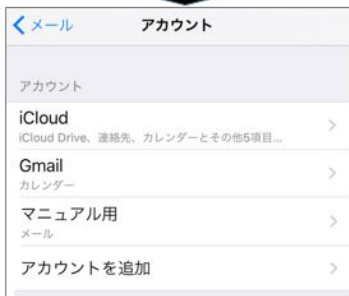 メール アカウント
アカウント
iCloud
iCloud Drive、連絡先、カレンダーとその他5項目...
Gmail
カレンダー
マニュアル用
メール
アカウントを追加